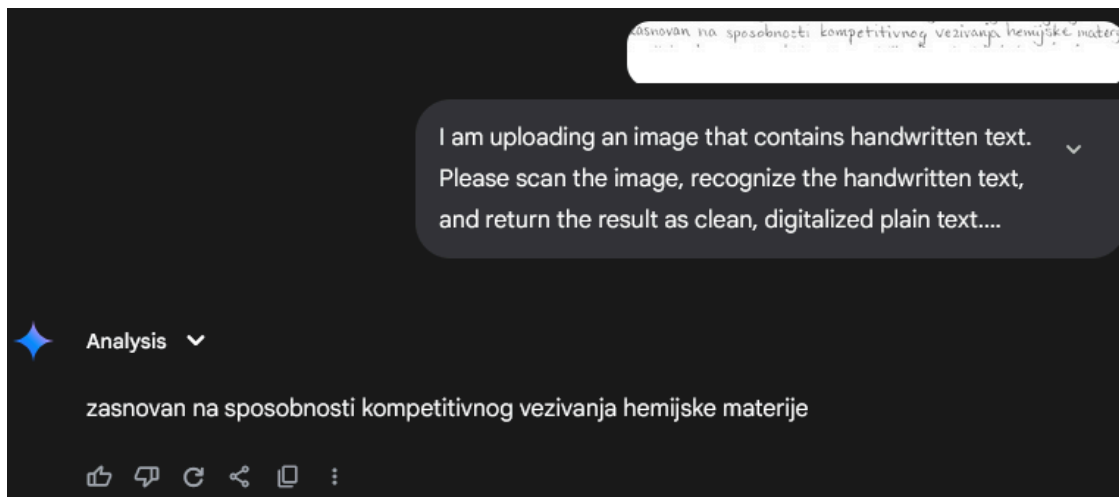 zasnovan na sposobnosti kompetitivnog vezivanja hemijske
I am uploading an image that contains handwritten text.
Please scan the image, recognize the handwritten text,
and return the result as clean, digitalized plain text....
Analysis
zasnovan na sposobnosti kompetitivnog vezivanja hemijske materije